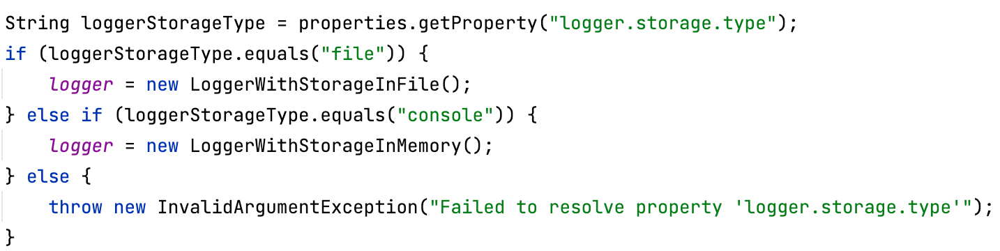 String loggerStorageType = properties.getProperty("logger.storage.type");
if (loggerStorageType.equals("file")) {
    logger = new LoggerWithStorageInFile();
} else if (loggerStorageType.equals("console")) {
    logger = new LoggerWithStorageInMemory();
} else {
    throw new InvalidArgumentException("Failed to resolve property 'logger.storage.type'");
}